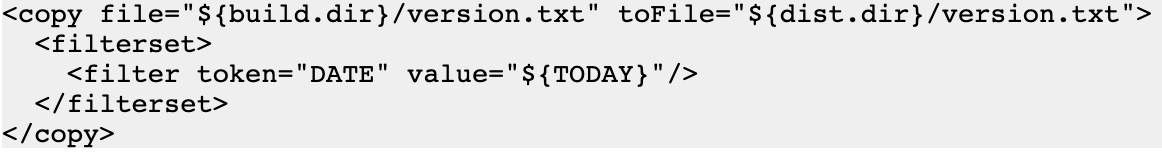 <copy file="${build.dir}/version.txt" toFile="${dist.dir}/version.txt">
  <filterset>
    <filter token="DATE" value="${TODAY}"/>
  </filterset>
</copy>